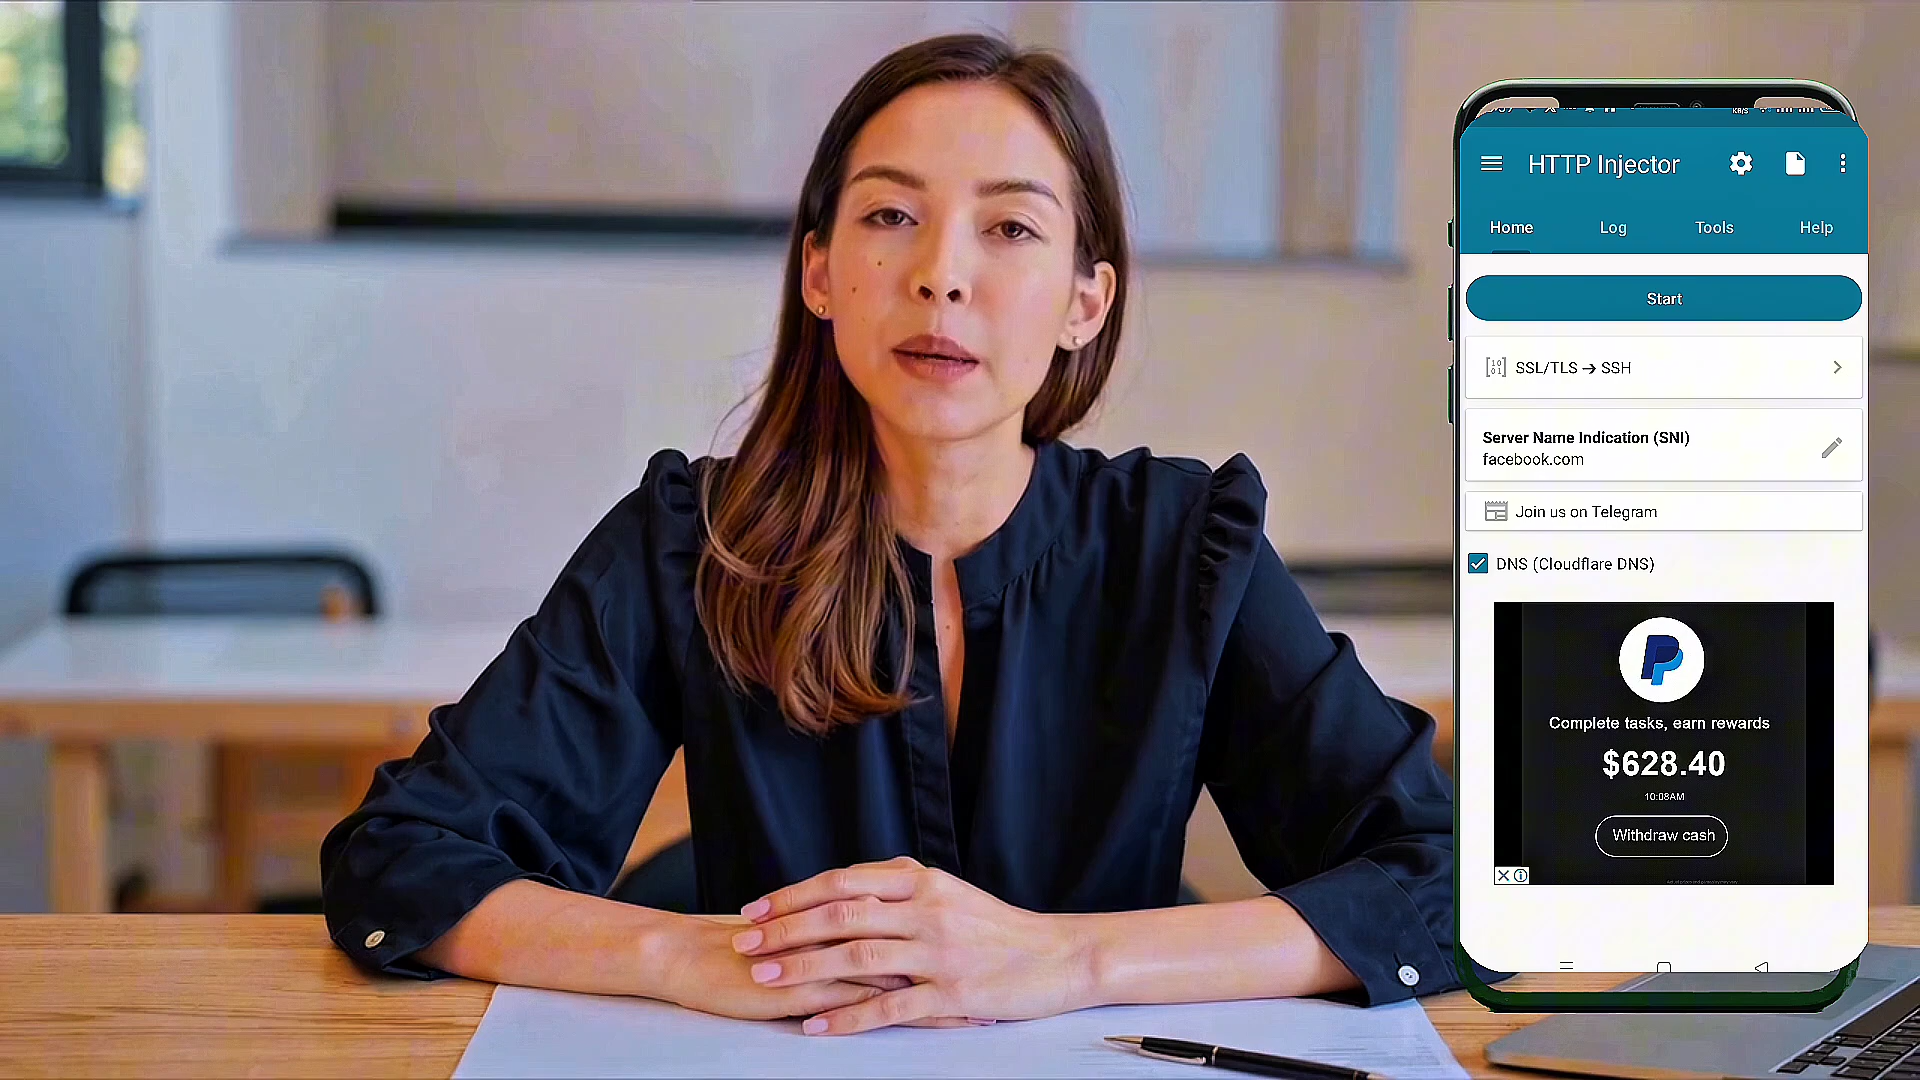 HTTP Injector
Home Log Tools Help
Start
SSL/TLS → SSH
Server Name Indication (SNI)
facebook.com
Join us on Telegram
DNS (Cloudflare DNS)
Complete tasks, earn rewards
$628.40
10:08AM
Withdraw cash